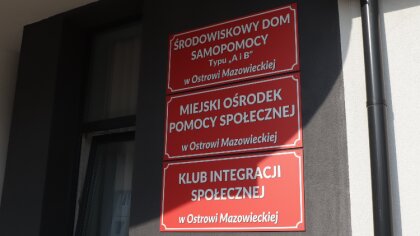 ŚRODOWISKOWY DOM
SAMOPOMOCY
Typu „A i B"
w Ostrowi Mazowieckiej
MIEJSKI OŚRODEK
POMOCY SPOŁECZNEJ
w Ostrowi Mazowieckiej
KLUB INTEGRACJI
SPOŁECZNEJ
w Ostrowi Mazowieckiej